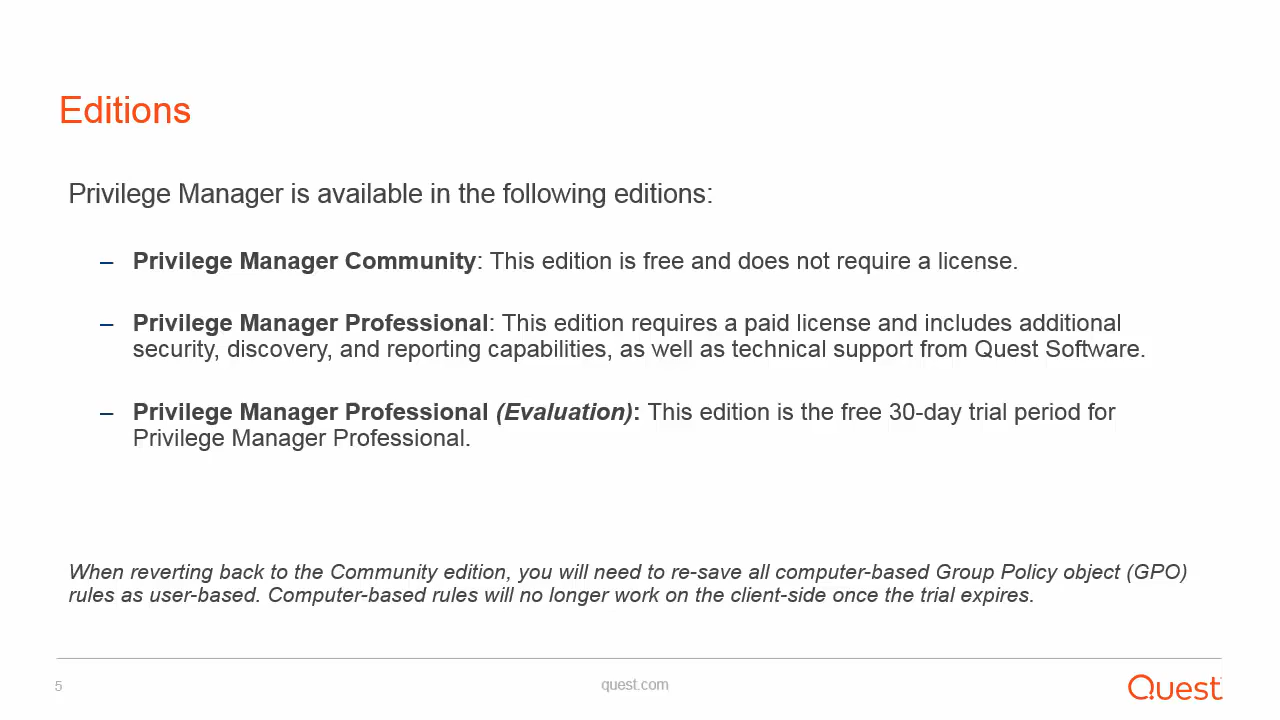 Editions
Privilege Manager is available in the following editions:
– Privilege Manager Community: This edition is free and does not require a license.
– Privilege Manager Professional: This edition requires a paid license and includes additional
security, discovery, and reporting capabilities, as well as technical support from Quest Software.
– Privilege Manager Professional (Evaluation): This edition is the free 30-day trial period for
Privilege Manager Professional.
When reverting back to the Community edition, you will need to re-save all computer-based Group Policy object (GPO)
rules as user-based. Computer-based rules will no longer work on the client-side once the trial expires.
5
quest.com
Quest